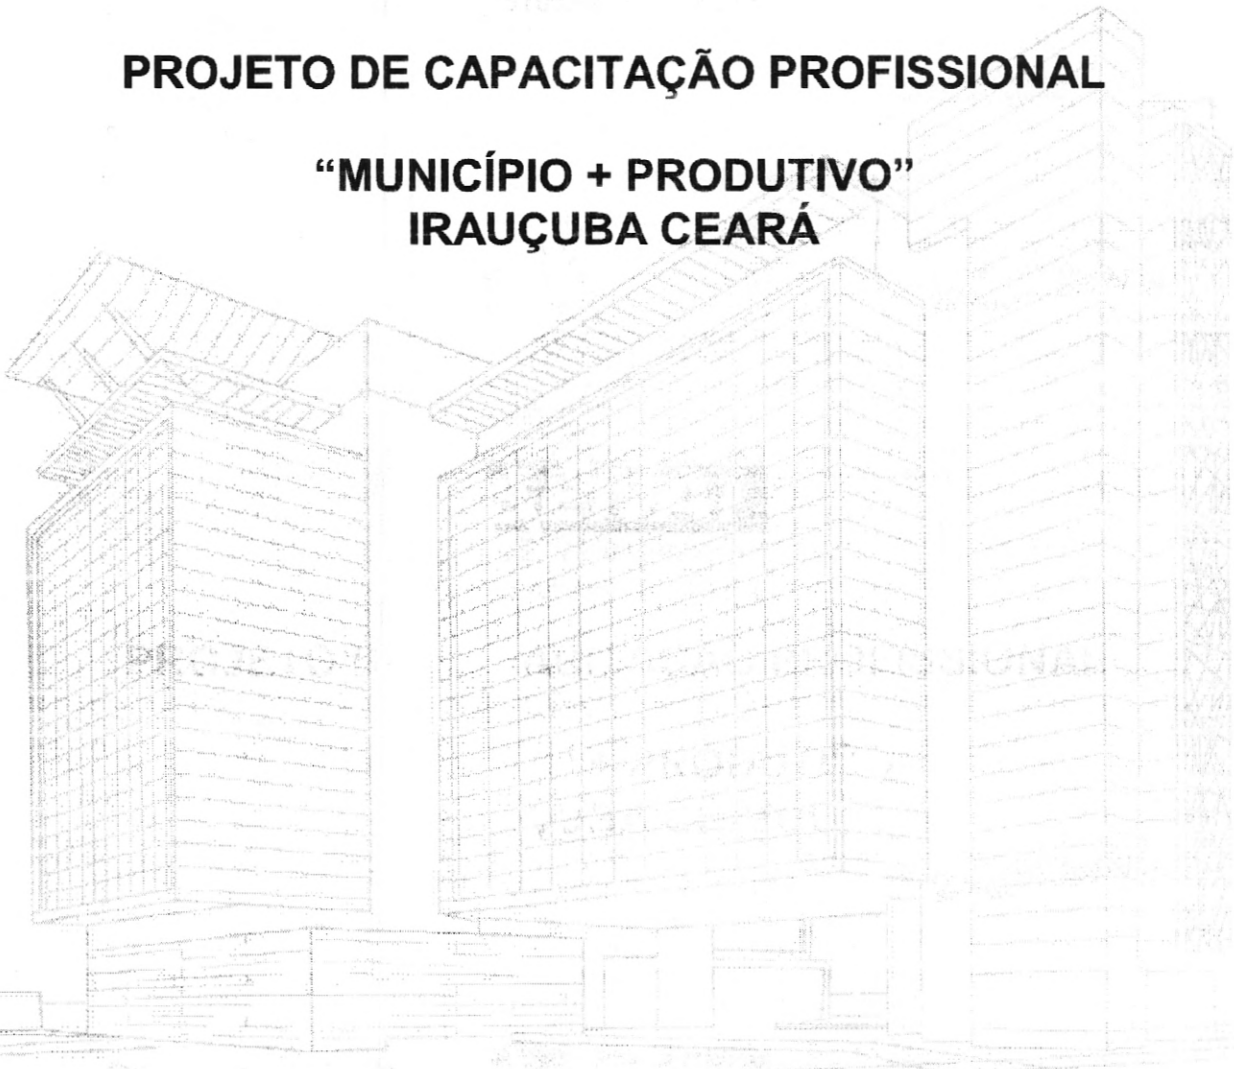 PROJETO DE CAPACITAÇÃO PROFISSIONAL
“MUNICÍPIO + PRODUTIVO”
IRAUÇUBA CEARÁ